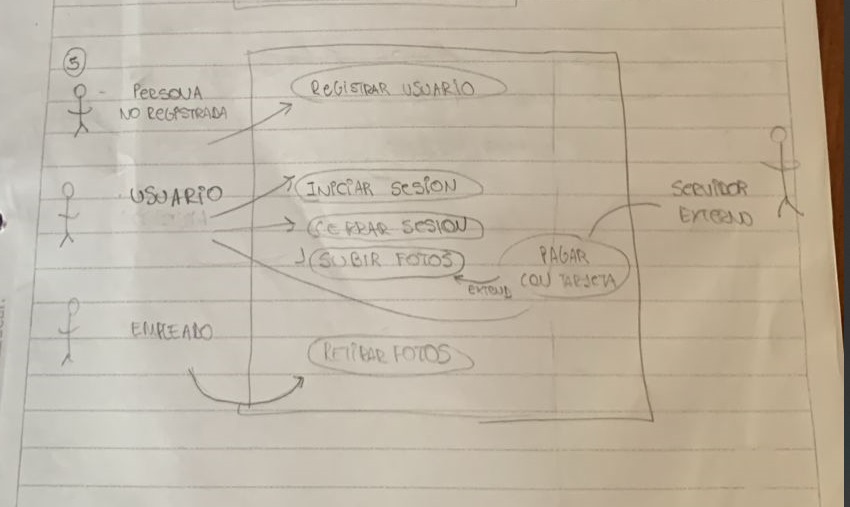 5
PERSONA
NO REGISTRADA
REGISTRAR USUARIO
USUARIO
INICIAR SESION
CERRAR SESION
SUBIR FOTOS
PAGAR
CON TARJETA
EXTEND
SERVIDOR
EXTERNO
EMPLEADO
RETIRAR FOTOS